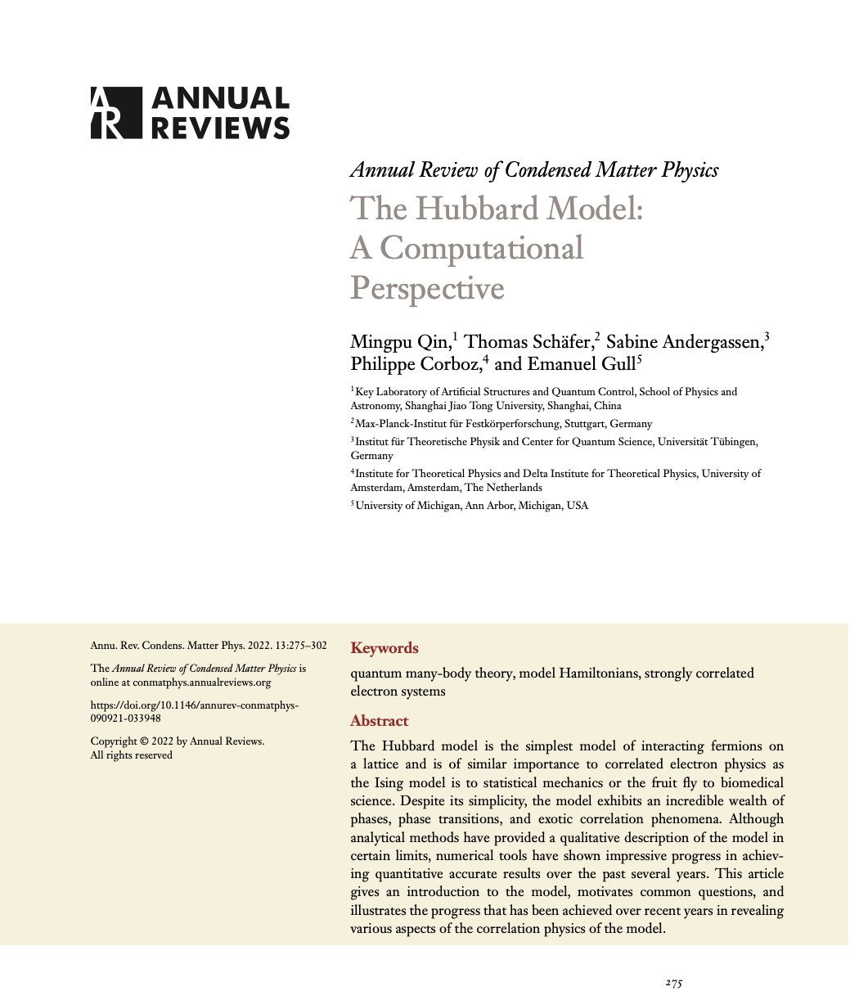 AR ANNUAL
REVIEWS
Annual Review of Condensed Matter Physics
The Hubbard Model:
A Computational
Perspective
Mingpu Qin,¹ Thomas Schäfer,² Sabine Andergassen,³
Philippe Corboz,⁴ and Emanuel Gull⁵
¹Key Laboratory of Artificial Structures and Quantum Control, School of Physics and
Astronomy, Shanghai Jiao Tong University, Shanghai, China
²Max-Planck-Institut für Festkörperforschung, Stuttgart, Germany
³Institut für Theoretische Physik and Center for Quantum Science, Universität Tübingen,
Germany
⁴Institute for Theoretical Physics and Delta Institute for Theoretical Physics, University of
Amsterdam, Amsterdam, The Netherlands
⁵University of Michigan, Ann Arbor, Michigan, USA
Annu. Rev. Condens. Matter Phys. 2022. 13:275–302
The Annual Review of Condensed Matter Physics is
online at conmatphys.annualreviews.org
https://doi.org/10.1146/annurev-conmatphys-
090921-033948
Copyright © 2022 by Annual Reviews.
All rights reserved
Keywords
quantum many-body theory, model Hamiltonians, strongly correlated
electron systems
Abstract
The Hubbard model is the simplest model of interacting fermions on
a lattice and is of similar importance to correlated electron physics as
the Ising model is to statistical mechanics or the fruit fly to biomedical
science. Despite its simplicity, the model exhibits an incredible wealth of
phases, phase transitions, and exotic correlation phenomena. Although
analytical methods have provided a qualitative description of the model in
certain limits, numerical tools have shown impressive progress in achiev-
ing quantitative accurate results over the past several years. This article
gives an introduction to the model, motivates common questions, and
illustrates the progress that has been achieved over recent years in revealing
various aspects of the correlation physics of the model.
275